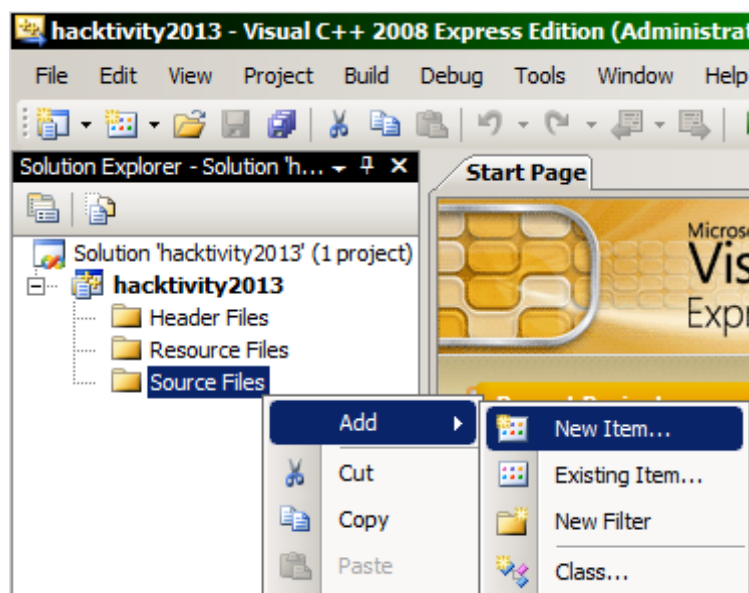 hacktivity2013 - Visual C++ 2008 Express Edition (Administrat
File Edit View Project Build Debug Tools Window Help
Solution Explorer - Solution 'h...
Start Page
Solution 'hacktivity2013' (1 project)
hacktivity2013
Header Files
Resource Files
Source Files
Microso
Vis
Expr
Add
New Item...
Cut
Existing Item...
Copy
New Filter
Paste
Class...